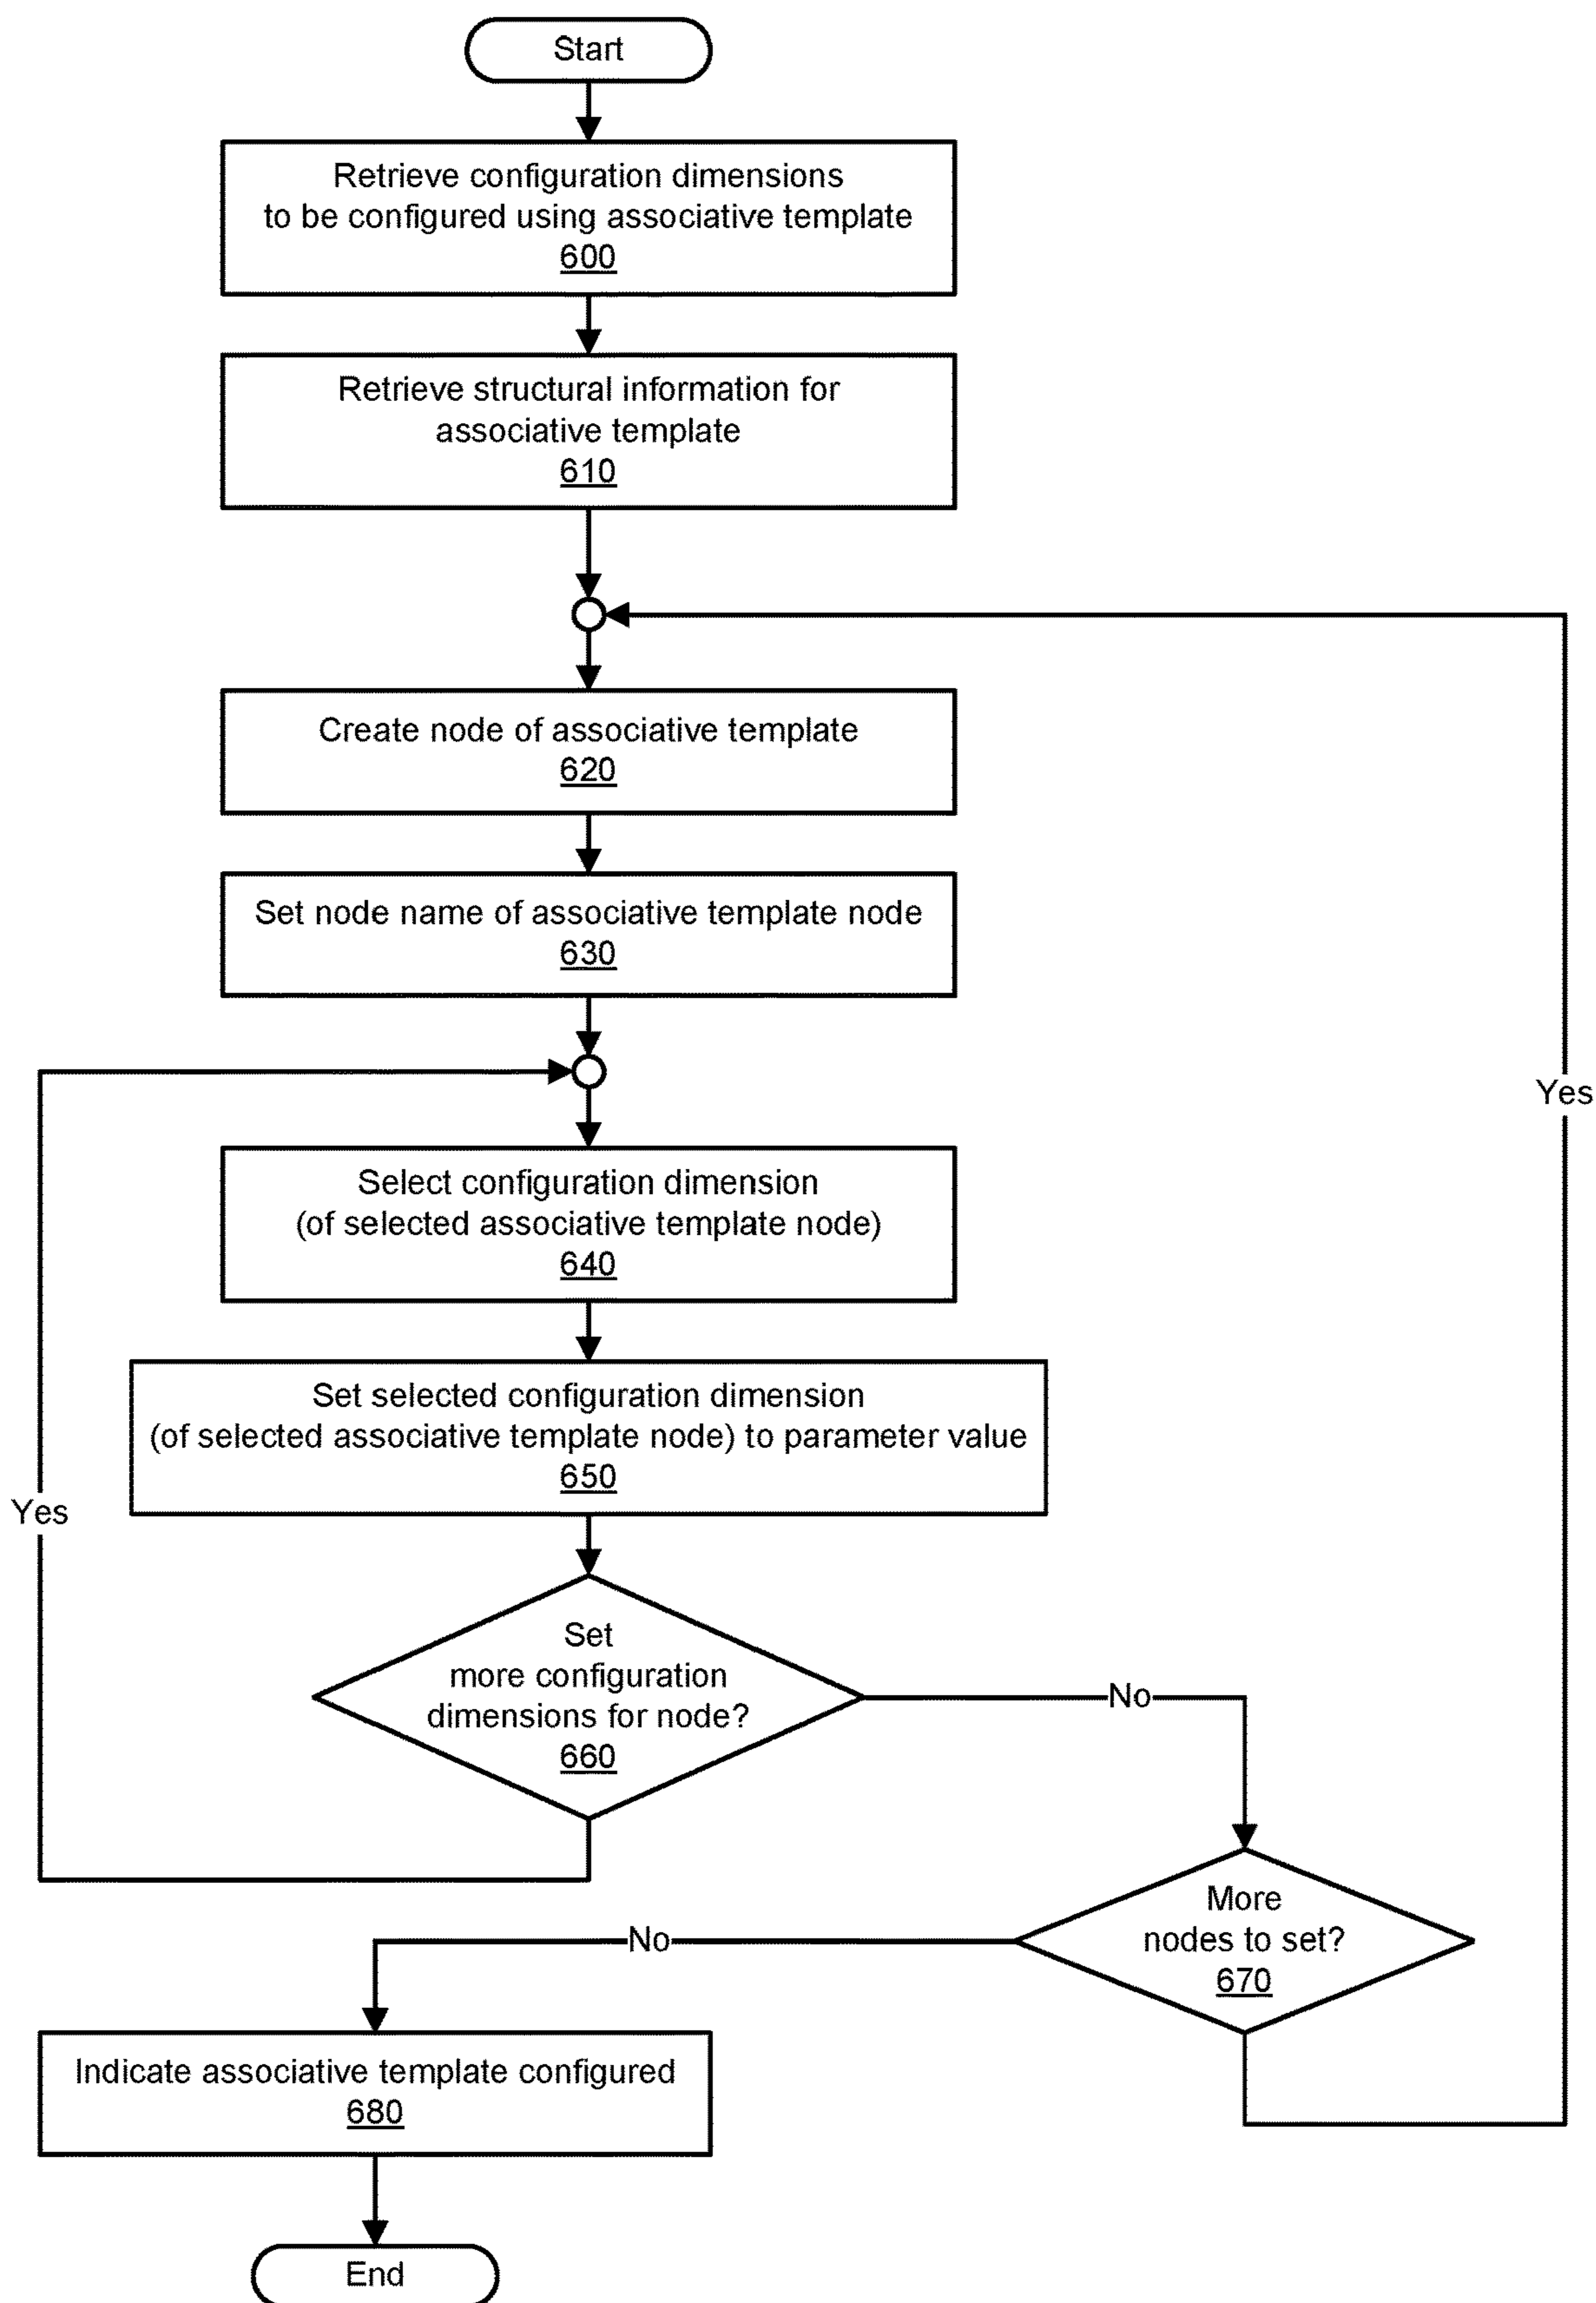 Start
Retrieve configuration dimensions
to be configured using associative template
600
Retrieve structural information for
associative template
610
Create node of associative template
620
Set node name of associative template node
630
Yes
Select configuration dimension
(of selected associative template node)
640
Set selected configuration dimension
(of selected associative template node) to parameter value
650
Yes
Set
more configuration
dimensions for node?
660
No
More
nodes to set?
670
No
Indicate associative template configured
680
End